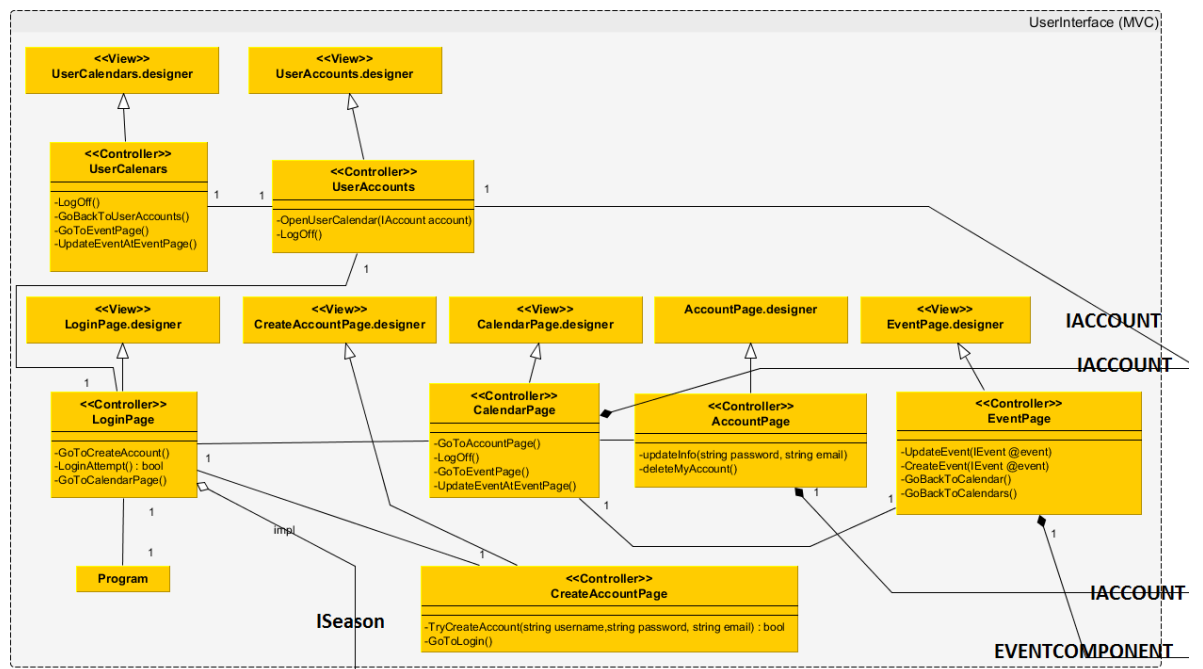 UserInterface (MVC)
<<View>>
UserCalendars.designer
<<View>>
UserAccounts.designer
<<Controller>>
UserCalenars
-LogOff()
-GoBackToUserAccounts()
-GoToEventPage()
-UpdateEventAtEventPage()
1
1
<<Controller>>
UserAccounts
-OpenUserCalendar(IAccount account)
-LogOff()
1
1
<<View>>
LoginPage.designer
<<View>>
CreateAccountPage.designer
<<View>>
CalendarPage.designer
AccountPage.designer
<<View>>
EventPage.designer
IACCOUNT
IACCOUNT
1
<<Controller>>
LoginPage
-GoToCreateAccount()
-LoginAttempt() : bool
-GoToCalendarPage()
1
<<Controller>>
CalendarPage
-GoToAccountPage()
-LogOff()
-GoToEventPage()
-UpdateEventAtEventPage()
1
<<Controller>>
AccountPage
-updateInfo(string password, string email)
-deleteMyAccount()
1
<<Controller>>
EventPage
-UpdateEvent(IEvent @event)
-CreateEvent(IEvent @event)
-GoBackToCalendar()
-GoBackToCalendars()
1
1
1
impl
1
1
Program
<<Controller>>
CreateAccountPage
-TryCreateAccount(string username,string password, string email) : bool
-GoToLogin()
ISeason
IACCOUNT
EVENTCOMPONENT